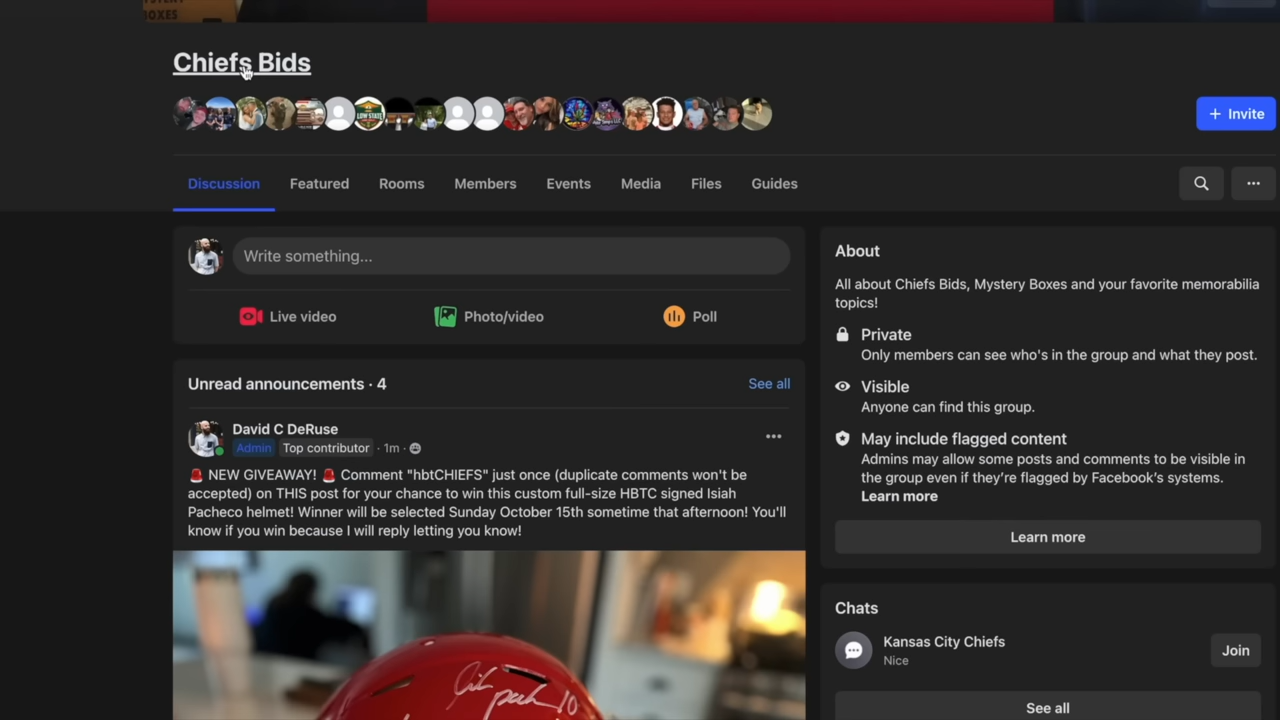 BOXES
Chiefs Bids
LOW STATE
+ Invite
Discussion
Featured
Rooms
Members
Events
Media
Files
Guides
Write something...
Live video
Photo/video
Poll
Unread announcements · 4
See all
David C DeRuse
Admin Top contributor · 1m ·
🚨 NEW GIVEAWAY! 🚨 Comment "hbtCHIEFS" just once (duplicate comments won't be
accepted) on THIS post for your chance to win this custom full-size HBTC signed Isiah
Pacheco helmet! Winner will be selected Sunday October 15th sometime that afternoon! You'll
know if you win because I will reply letting you know!
About
All about Chiefs Bids, Mystery Boxes and your favorite memorabilia
topics!
Private
Only members can see who's in the group and what they post.
Visible
Anyone can find this group.
May include flagged content
Admins may allow some posts and comments to be visible in
the group even if they're flagged by Facebook's systems.
Learn more
Learn more
Chats
Kansas City Chiefs
Nice
Join
See all
10